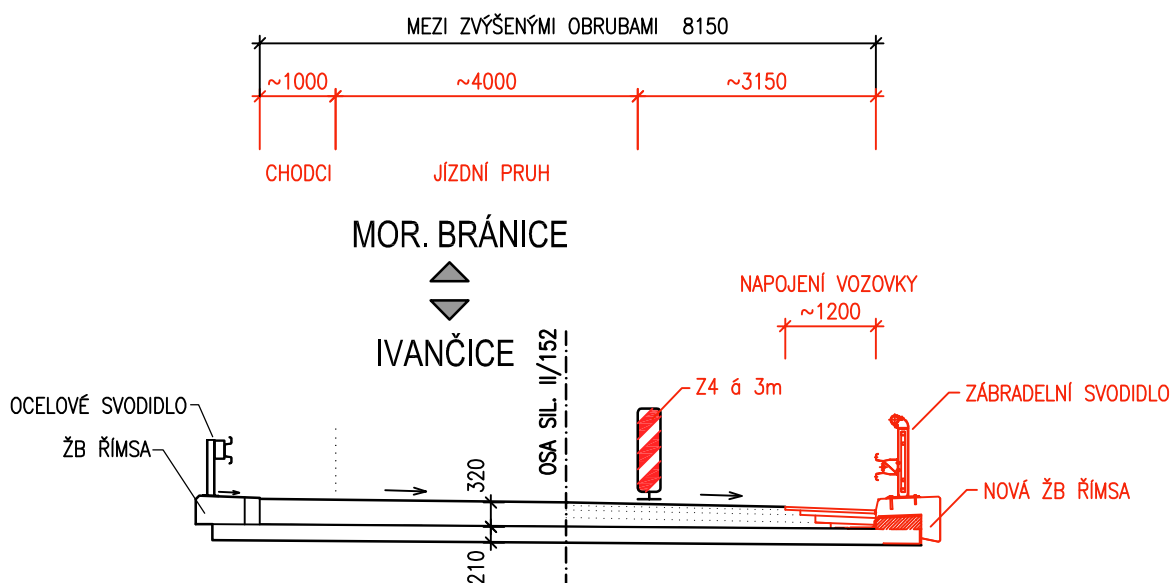 MEZI ZVÝŠENÝMI OBRUBAMI 8150
~1000
~4000
~3150
CHODCI
JÍZDNÍ PRUH
MOR. BRÁNICE
IVANČICE
NAPOJENÍ VOZOVKY
~1200
OSA SIL. II/152
Z4 á 3m
ZÁBRADELNÍ SVODIDLO
OCELOVÉ SVODIDLO
ŽB ŘÍMSA
320
NOVÁ ŽB ŘÍMSA
210